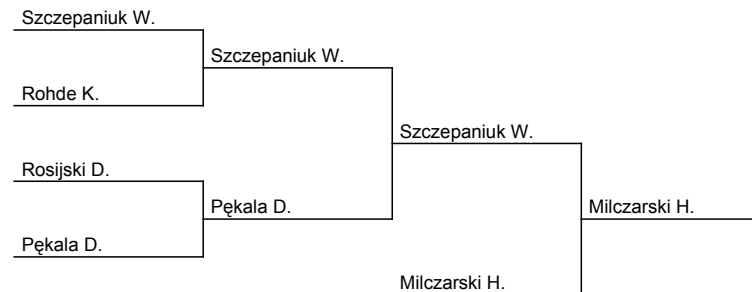 Szczepaniuk W.
Szczepaniuk W.
Rohde K.
Szczepaniuk W.
Rosijski D.
Pękala D.
Milczarski H.
Pękala D.
Milczarski H.